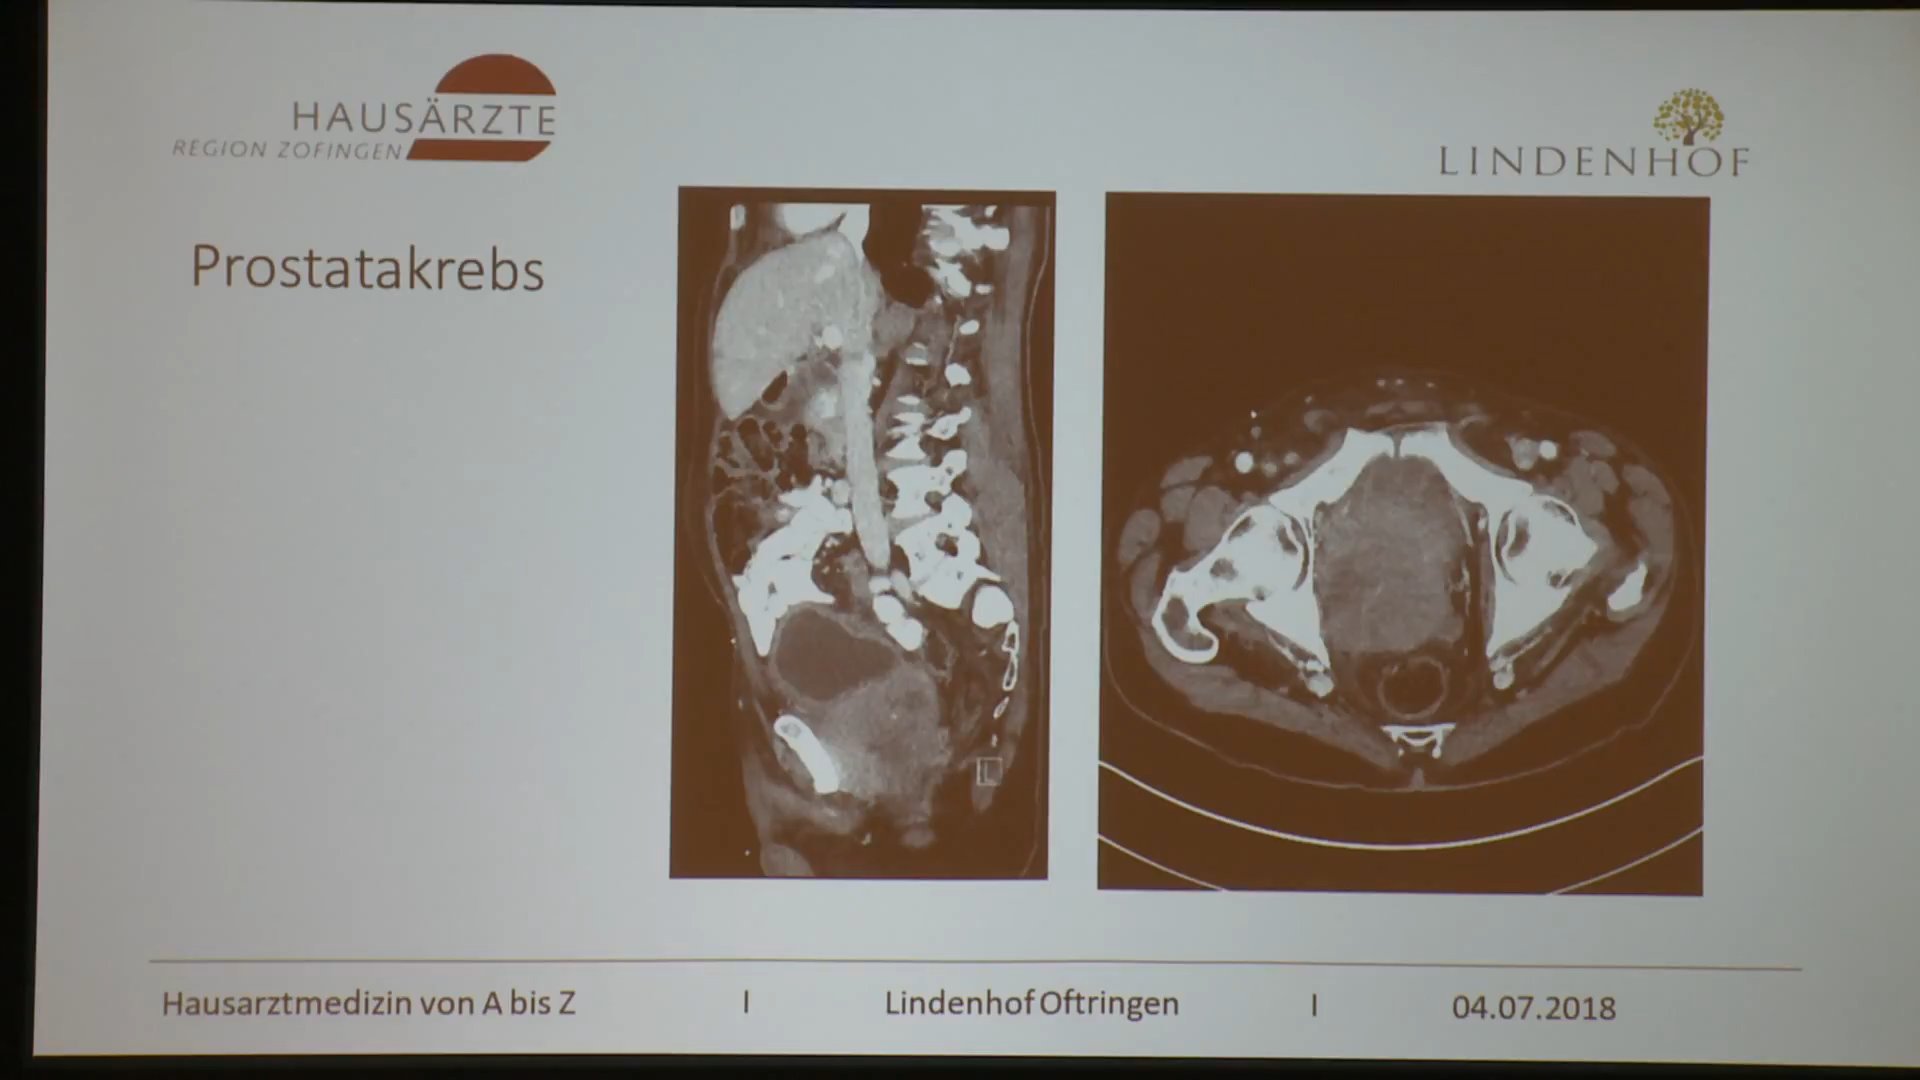 HAUSÄRZTE
REGION ZOFINGEN
LINDENHOF
Prostatakrebs
L
Hausarztmedizin von A bis Z | Lindenhof Oftringen | 04.07.2018